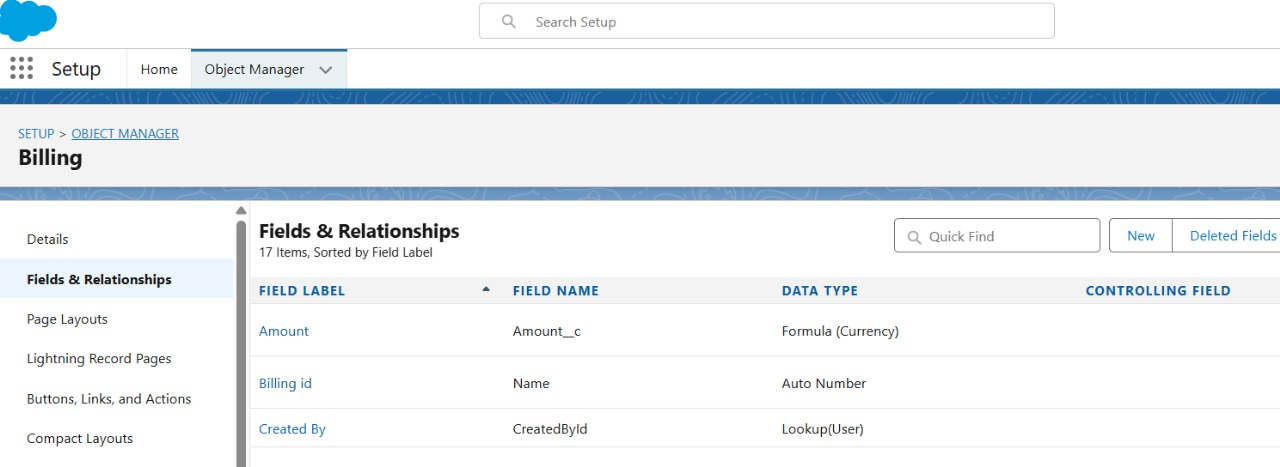 Search Setup
Setup Home Object Manager
SETUP > OBJECT MANAGER
Billing
Details
Fields & Relationships
Page Layouts
Lightning Record Pages
Buttons, Links, and Actions
Compact Layouts
Fields & Relationships
17 Items, Sorted by Field Label
Quick Find New Deleted Fields
FIELD LABEL FIELD NAME DATA TYPE CONTROLLING FIELD
Amount Amount__c Formula (Currency)
Billing id Name Auto Number
Created By CreatedById Lookup(User)